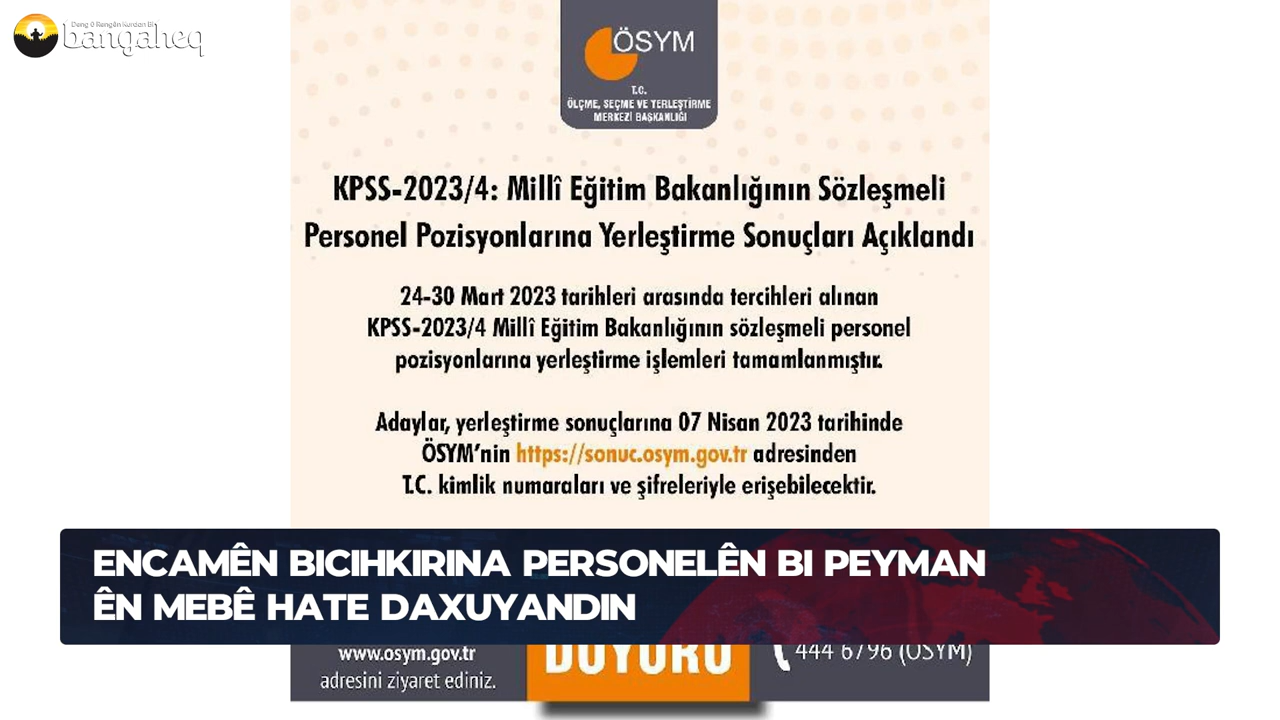 Deng û Rengên Kurdan Bi
bangaheq
ÖSYM
T.C.
ÖLÇME, SEÇME VE YERLEŞTİRME
MERKEZİ BAŞKANLIĞI
KPSS-2023/4: Millî Eğitim Bakanlığının Sözleşmeli
Personel Pozisyonlarına Yerleştirme Sonuçları Açıklandı
24-30 Mart 2023 tarihleri arasında tercihleri alınan
KPSS-2023/4 Millî Eğitim Bakanlığının sözleşmeli personel
pozisyonlarına yerleştirme işlemleri tamamlanmıştır.
Adaylar, yerleştirme sonuçlarına 07 Nisan 2023 tarihinde
ÖSYM'nin https://sonuc.osym.gov.tr adresinden
T.C. kimlik numaraları ve şifreleriyle erişebilecektir.
ENCAMÊN BICIHKIRINA PERSONELÊN BI PEYMAN
ÊN MEBÊ HATE DAXUYANDIN
www.osym.gov.tr
adresini ziyaret ediniz.
DUYURU
444 6796 (ÖSYM)